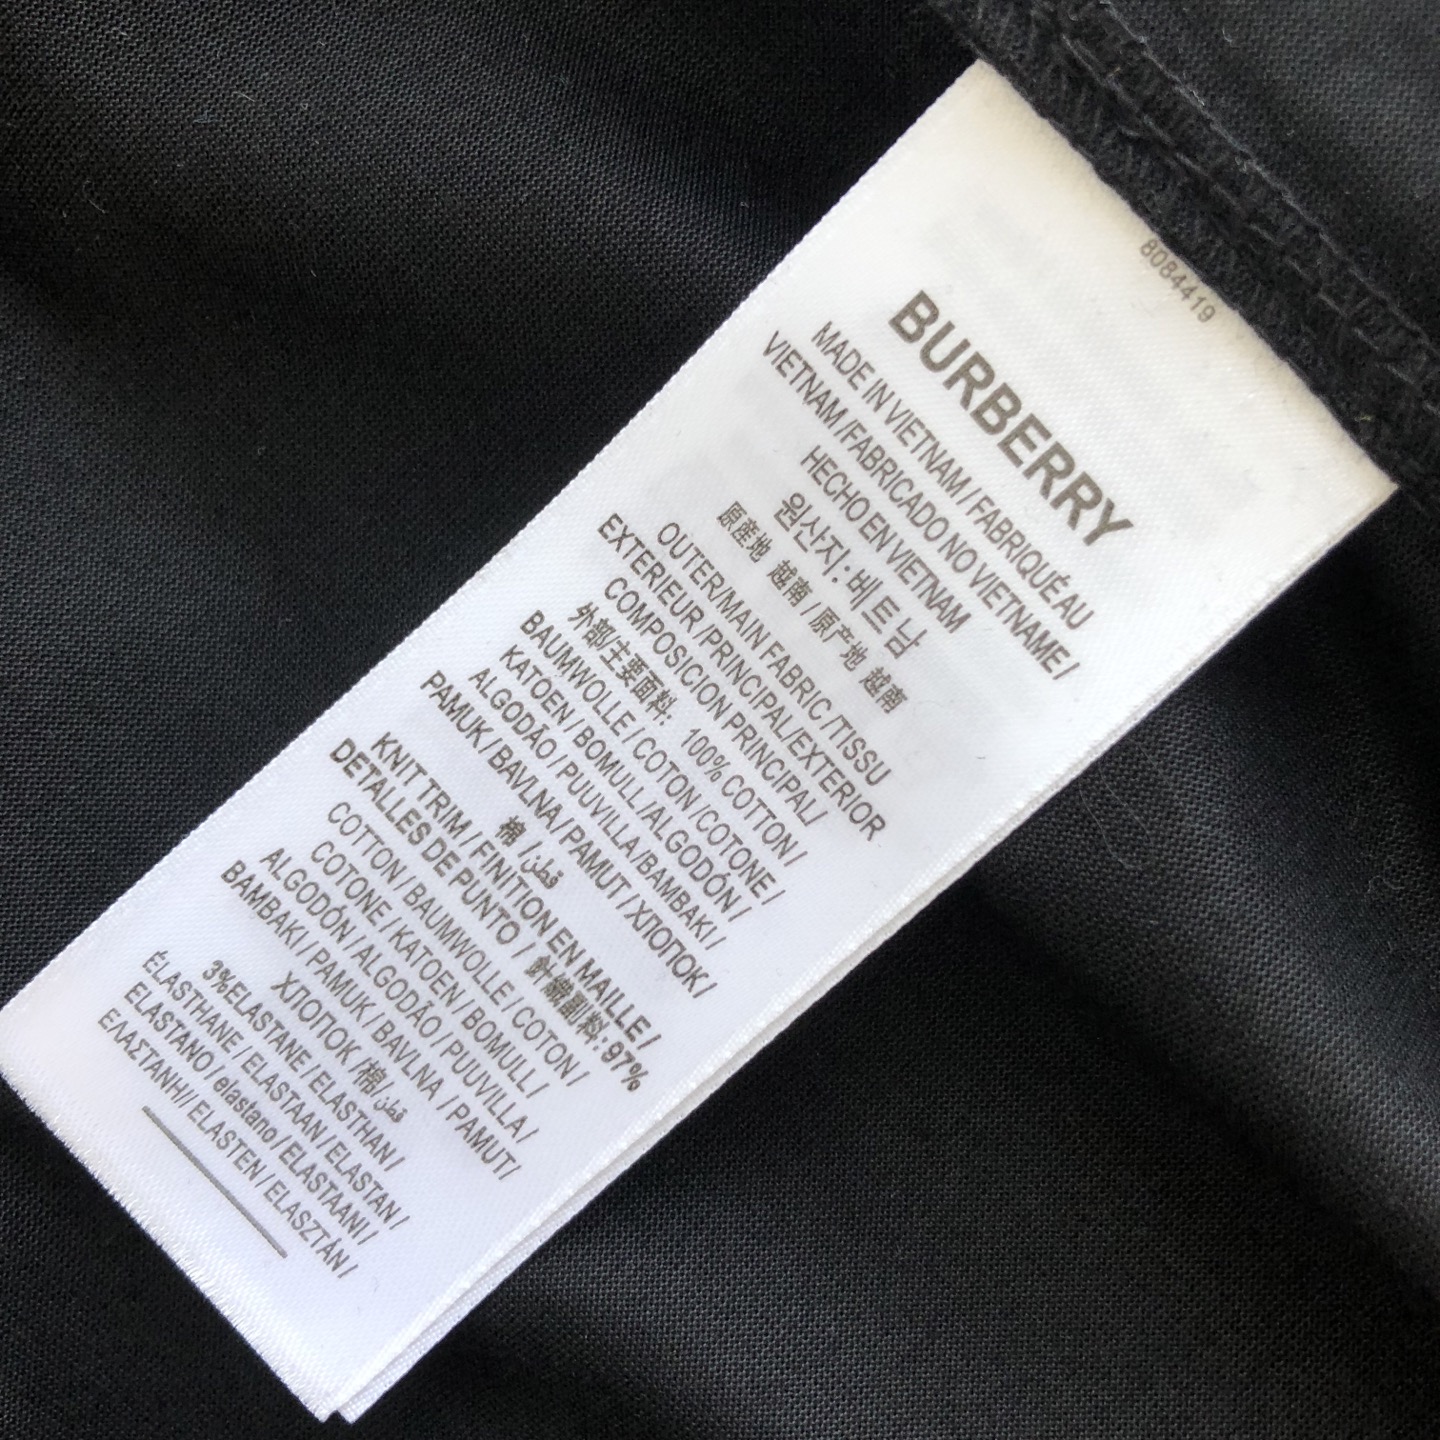 8084419
BURBERRY
MADE IN VIETNAM / FABRIQUÉ AU
VIETNAM /FABRICADO NO VIETNAME /
HECHO EN VIETNAM
원산지: 베트남
原産地 越南 / 原产地 越南
OUTER/MAIN FABRIC /TISSU
EXTERIEUR /PRINCIPAL/EXTERIOR
COMPOSICION PRINCIPAL/
外部/主要面料: 100% COTTON /
BAUMWOLLE / COTON / COTONE /
KATOEN / BOMULL / ALGODÓN /
ALGODÃO / PUUVILLA / BAMBAKI /
PAMUK / BAVLNA / PAMUT / ХЛОПОК /
棉 / قطن
KNIT TRIM / FINITION EN MAILLE /
DETALLES DE PUNTO / 針織副料: 97%
COTTON / BAUMWOLLE / COTON /
COTONE / KATOEN / BOMULL /
ALGODÓN / ALGODÃO / PUUVILLA /
BAMBAKI / PAMUK / BAVLNA / PAMUT/
ХЛОПОК /棉/ قطن
3%ELASTANE / ELASTHAN /
ÉLASTHANE / ELASTAAN / ELASTAN /
ELASTANO / elastano / ELASTAANI /
ΕΛΑΣΤΑΝΗ// ELASTEN / ELASZTÁN /